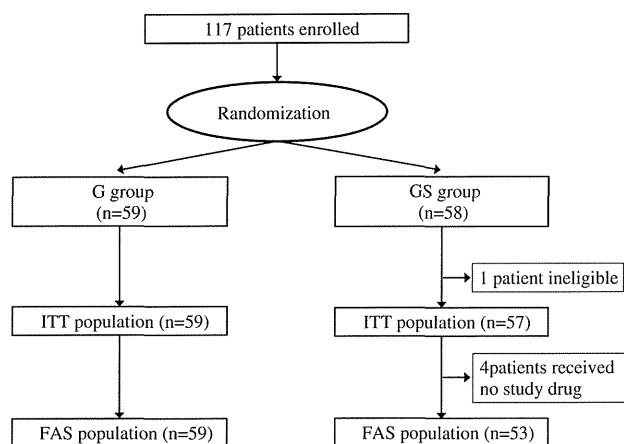 117 patients enrolled
Randomization
G group
(n=59)
GS group
(n=58)
1 patient ineligible
ITT population (n=59)
ITT population (n=57)
4patients received
no study drug
FAS population (n=59)
FAS population (n=53)